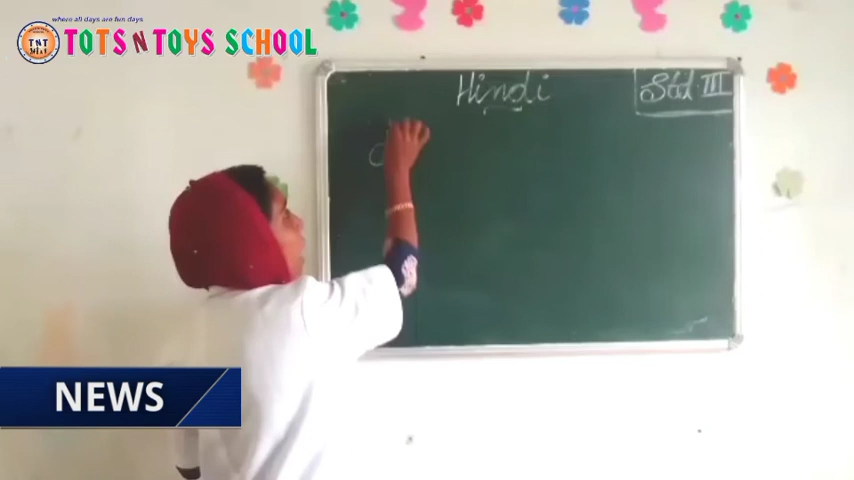 where all days are fun days
TOTS N TOYS SCHOOL
TNT
Hindi
Std III
NEWS